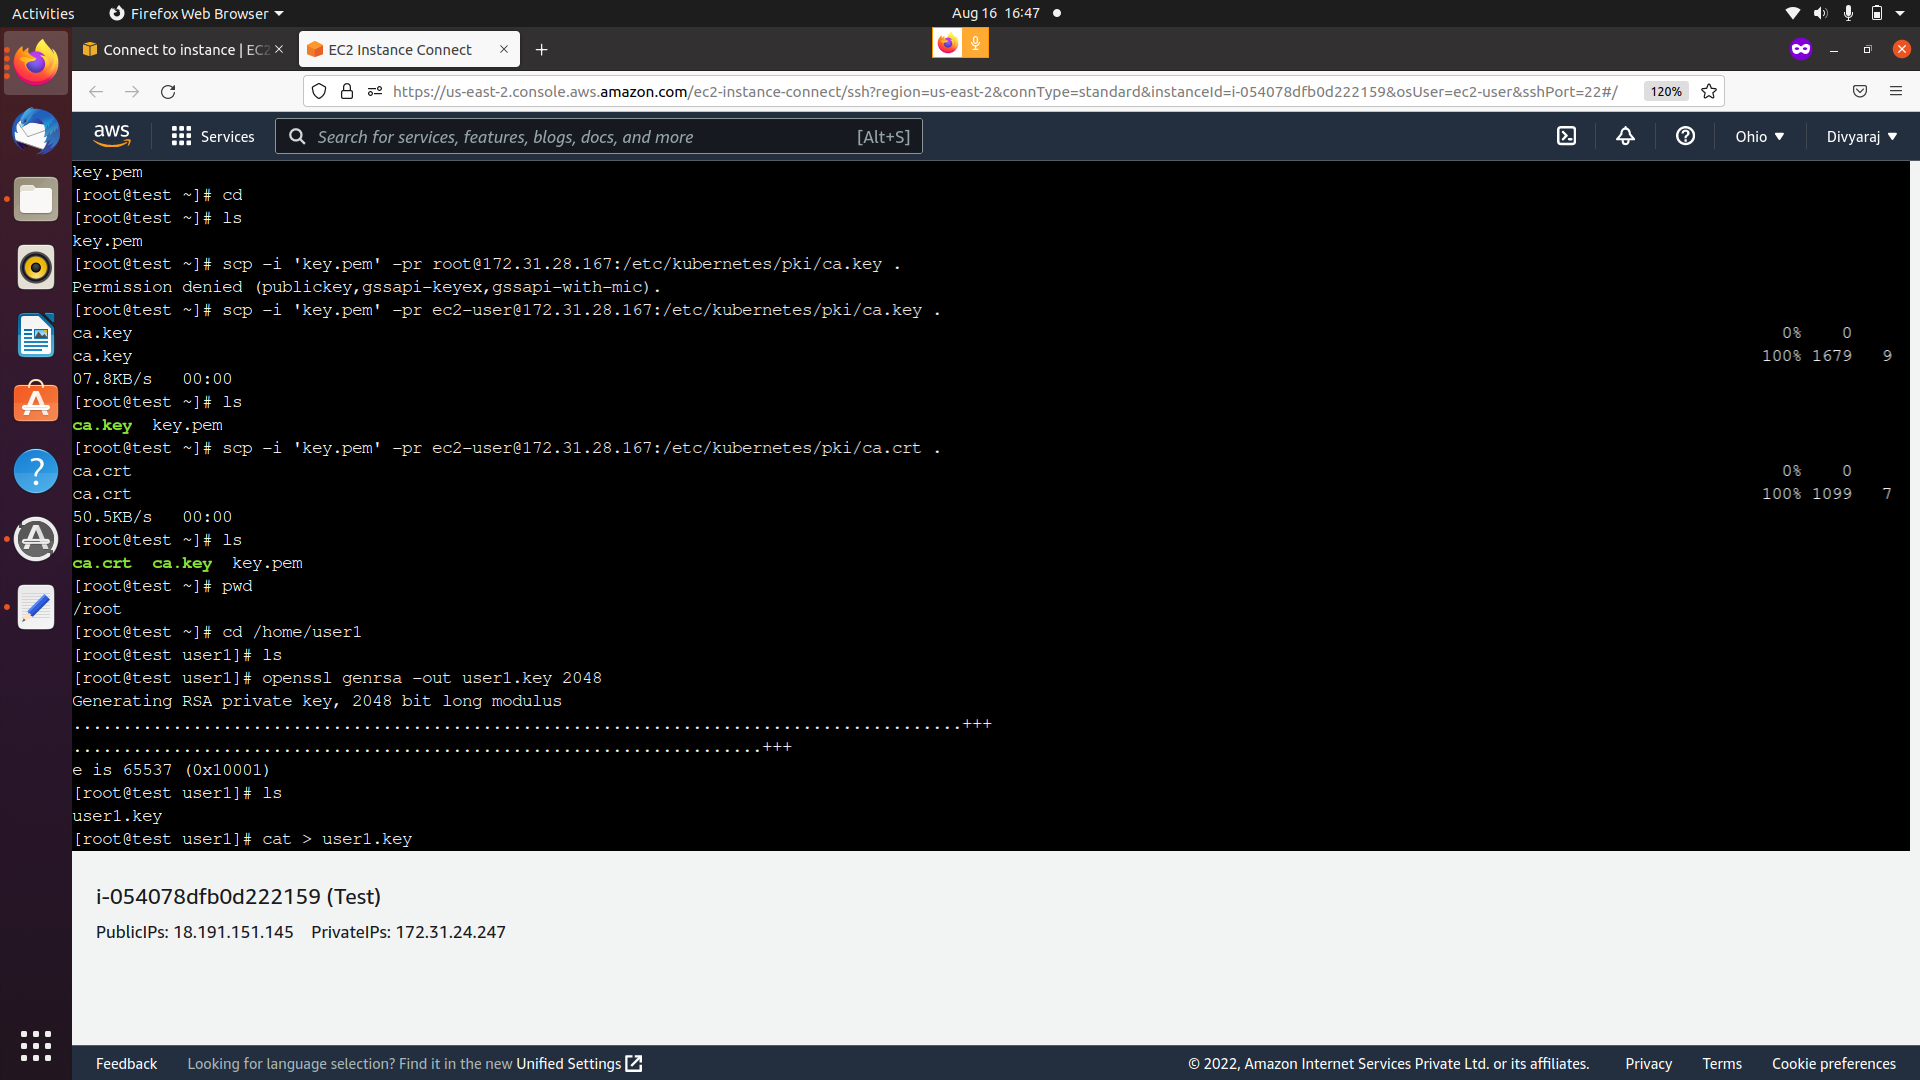 Activities Firefox Web Browser Aug 16 16:47
Connect to instance | EC2 EC2 Instance Connect
https://us-east-2.console.aws.amazon.com/ec2-instance-connect/ssh?region=us-east-2&connType=standard&instanceId=i-054078dfb0d222159&osUser=ec2-user&sshPort=22#/ 120%
aws Services Search for services, features, blogs, docs, and more [Alt+S] Ohio Divyaraj
key.pem
[root@test ~]# cd
[root@test ~]# ls
key.pem
[root@test ~]# scp -i 'key.pem' -pr root@172.31.28.167:/etc/kubernetes/pki/ca.key .
Permission denied (publickey,gssapi-keyex,gssapi-with-mic).
[root@test ~]# scp -i 'key.pem' -pr ec2-user@172.31.28.167:/etc/kubernetes/pki/ca.key .
ca.key 0% 0
ca.key 100% 1679 9
07.8KB/s 00:00
[root@test ~]# ls
ca.key key.pem
[root@test ~]# scp -i 'key.pem' -pr ec2-user@172.31.28.167:/etc/kubernetes/pki/ca.crt .
ca.crt 0% 0
ca.crt 100% 1099 7
50.5KB/s 00:00
[root@test ~]# ls
ca.crt ca.key key.pem
[root@test ~]# pwd
/root
[root@test ~]# cd /home/user1
[root@test user1]# ls
[root@test user1]# openssl genrsa -out user1.key 2048
Generating RSA private key, 2048 bit long modulus
.........................................................................................+++
.....................................................................+++
e is 65537 (0x10001)
[root@test user1]# ls
user1.key
[root@test user1]# cat > user1.key
i-054078dfb0d222159 (Test)
PublicIPs: 18.191.151.145 PrivateIPs: 172.31.24.247
Feedback Looking for language selection? Find it in the new Unified Settings © 2022, Amazon Internet Services Private Ltd. or its affiliates. Privacy Terms Cookie preferences